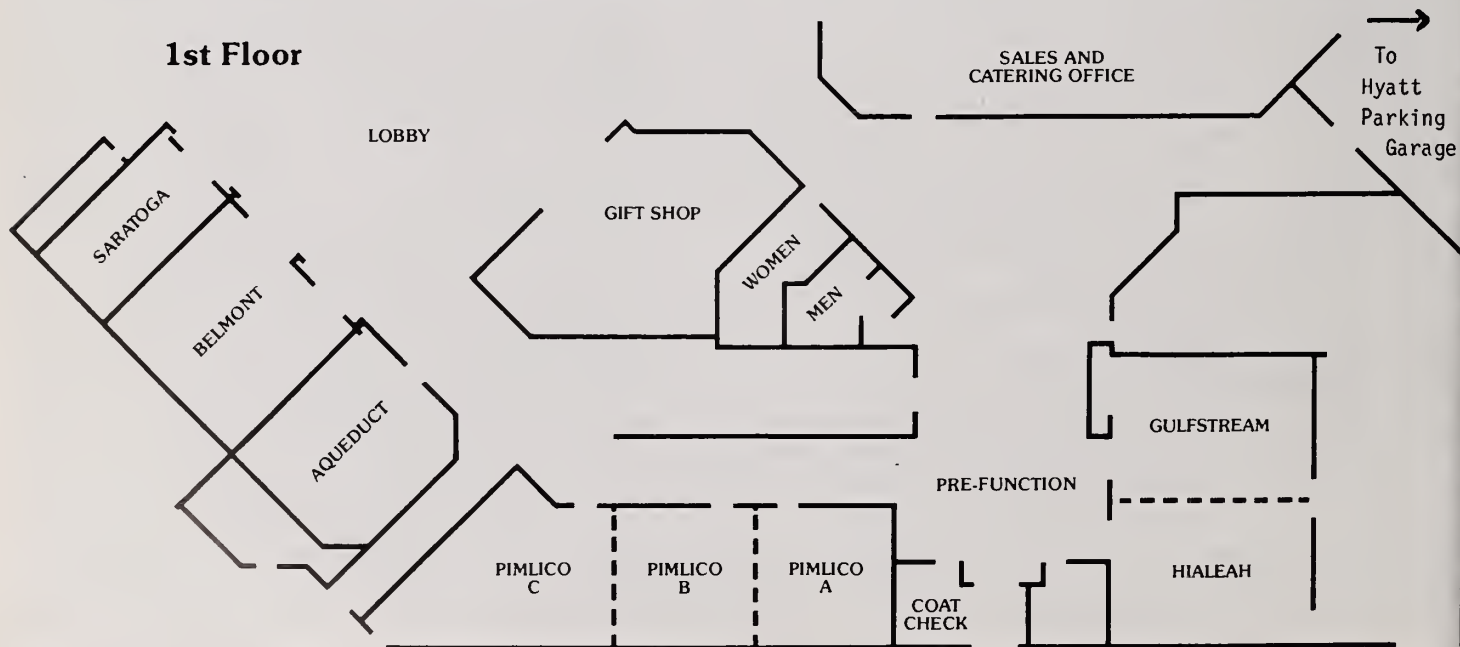 1st Floor
SALES AND
CATERING OFFICE
To
Hyatt
Parking
Garage
LOBBY
SARATOGA
GIFT SHOP
WOMEN
MEN
BELMONT
AQUEDUCT
GULFSTREAM
PRE-FUNCTION
PIMLICO
C
PIMLICO
B
PIMLICO
A
COAT
CHECK
HIALEAH